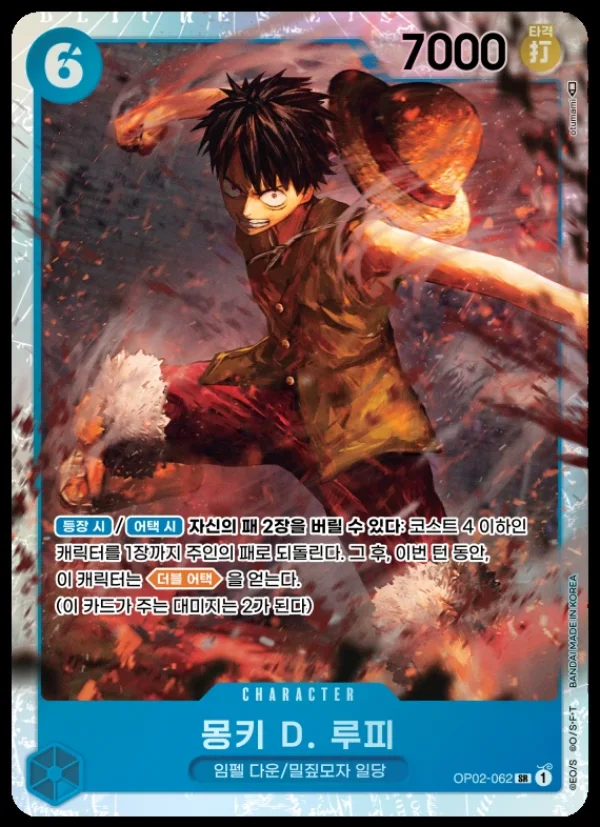 6
7000
타격
打
otumami
등장 시 / 어택 시 자신의 패 2장을 버릴 수 있다: 코스트 4 이하인
캐릭터를 1장까지 주인의 패로 되돌린다. 그 후, 이번 턴 동안,
이 캐릭터는 더블 어택 을 얻는다.
(이 카드가 주는 대미지는 2가 된다)
CHARACTER
몽키 D. 루피
임펠 다운/밀짚모자 일당
OP02-062 SR 1
©EO/S ©O/S·F·T BANDAI MADE IN KOREA